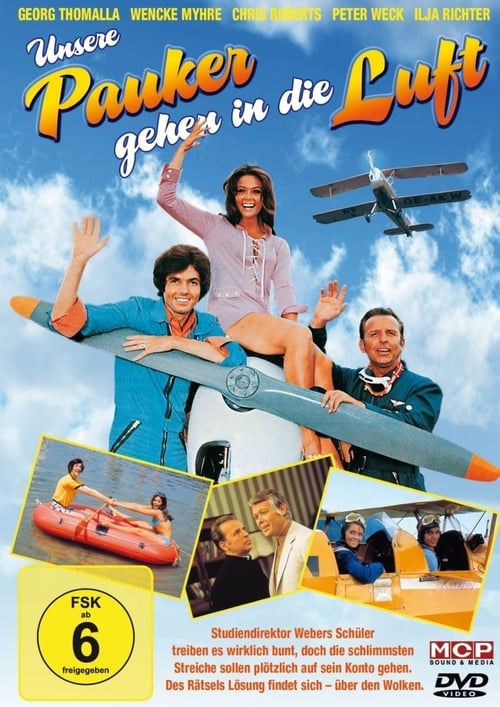 GEORG THOMALLA WENCKE MYHRE CHRIS ROBERTS PETER WECK ILJA RICHTER
Unsere
Pauker
gehen in die Luft
OE-AKW
FSK
ab
6
freigegeben
Studiendirektor Webers Schüler
treiben es wirklich bunt, doch die schlimmsten
Streiche sollen plötzlich auf sein Konto gehen.
Des Rätsels Lösung findet sich – über den Wolken.
MCP
SOUND & MEDIA
DVD
VIDEO